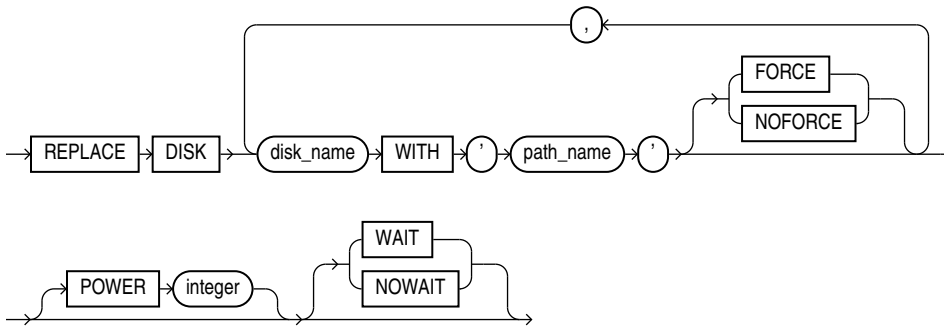 ,
FORCE
NOFORCE
REPLACE DISK disk_name WITH ' path_name '
WAIT
NOWAIT
POWER integer